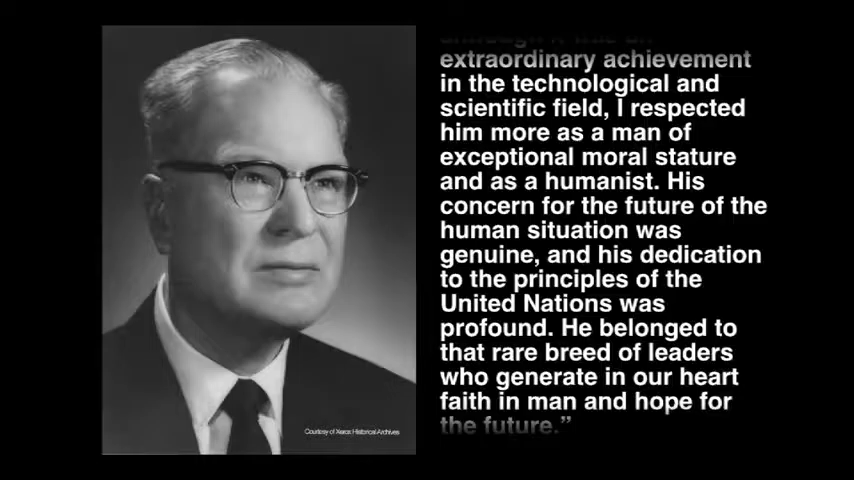 extraordinary achievement
in the technological and
scientific field, I respected
him more as a man of
exceptional moral stature
and as a humanist. His
concern for the future of the
human situation was
genuine, and his dedication
to the principles of the
United Nations was
profound. He belonged to
that rare breed of leaders
who generate in our heart
faith in man and hope for
the future.”
Courtesy of Xerox Historical Archives